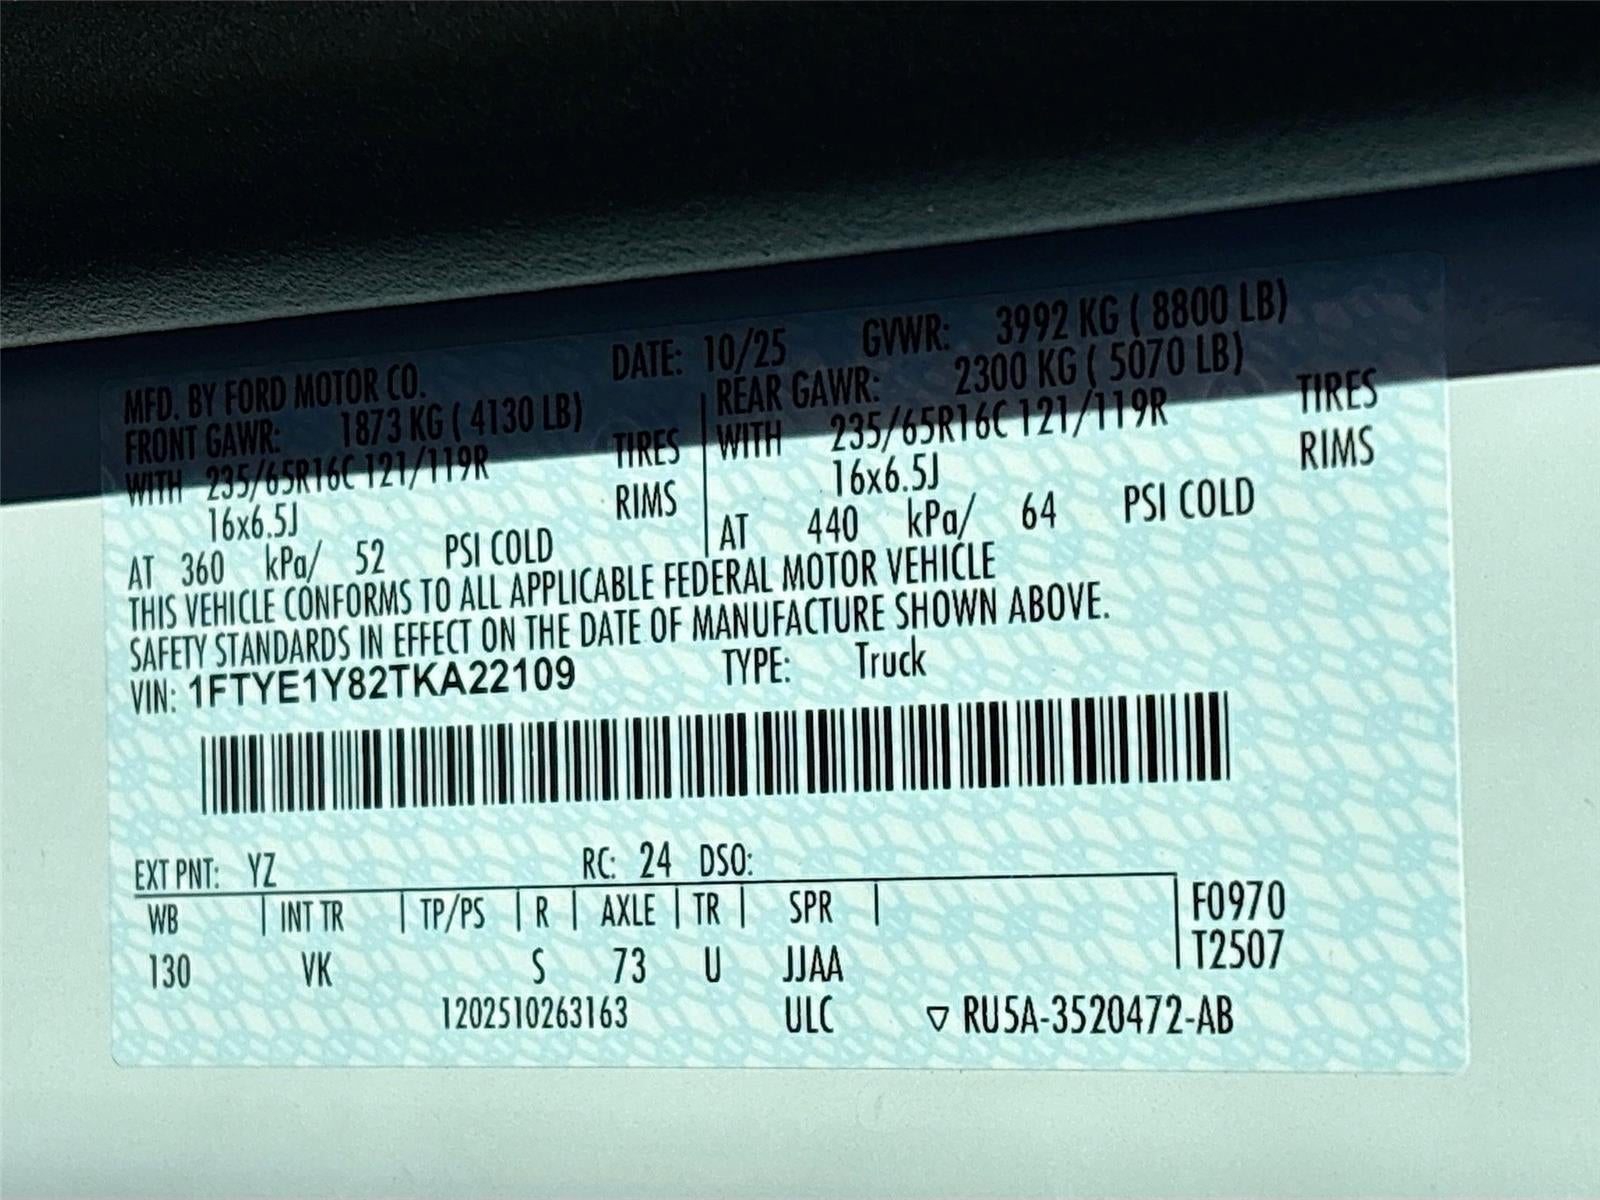 MFD. BY FORD MOTOR CO. DATE: 10/25 GVWR: 3992 KG ( 8800 LB)
FRONT GAWR: 1873 KG ( 4130 LB) REAR GAWR: 2300 KG ( 5070 LB)
WITH 235/65R16C 121/119R TIRES WITH 235/65R16C 121/119R TIRES
16x6.5J RIMS 16x6.5J RIMS
AT 360 kPa/ 52 PSI COLD AT 440 kPa/ 64 PSI COLD
THIS VEHICLE CONFORMS TO ALL APPLICABLE FEDERAL MOTOR VEHICLE
SAFETY STANDARDS IN EFFECT ON THE DATE OF MANUFACTURE SHOWN ABOVE.
VIN: 1FTYE1Y82TKA22109 TYPE: Truck
EXT PNT: YZ RC: 24 DSO:
WB INT TR TP/PS R AXLE TR SPR F0970
130 VK S 73 U JJAA T2507
1202510263163 ULC ▽ RU5A-3520472-AB